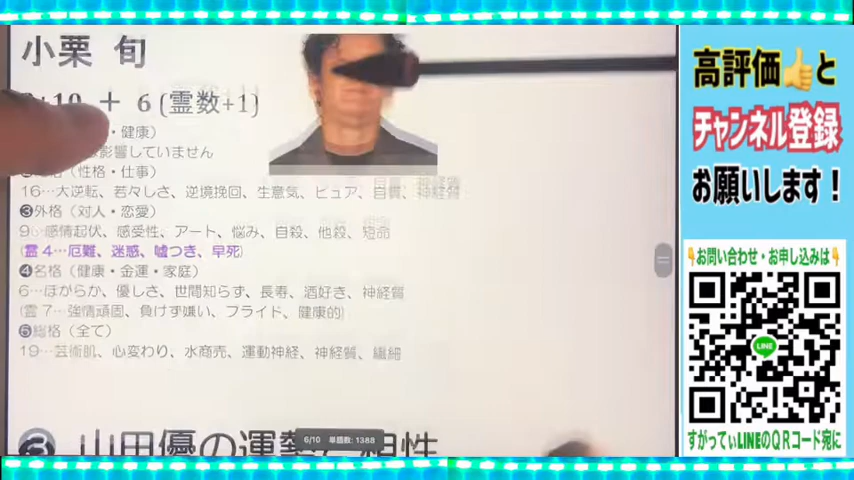 小栗 旬
＋ 6 (霊数+1)
・健康）
影響していません
（性格・仕事）
16…大逆転、若々しさ、逆境挽回、生意気、ピュア、自責、神経質
❸外格（対人・恋愛）
9…感情起伏、感受性、アート、悩み、自殺、他殺、短命
(霊 4…厄難、迷惑、嘘つき、早死)
❹名格（健康・金運・家庭）
6…ほがらか、優しさ、世間知らず、長寿、酒好き、神経質
(霊 7…強情頑固、負けず嫌い、プライド、健康的)
総格（全て）
19…芸術肌、心変わり、水商売、運動神経、神経質、繊細
❸ 山田優の運勢と相性
6/10 単語数: 1388
高評価👍と
チャンネル登録
お願いします！
👇お問い合わせ・お申し込みは👇
LINE
すがってぃLINEのQRコード宛に